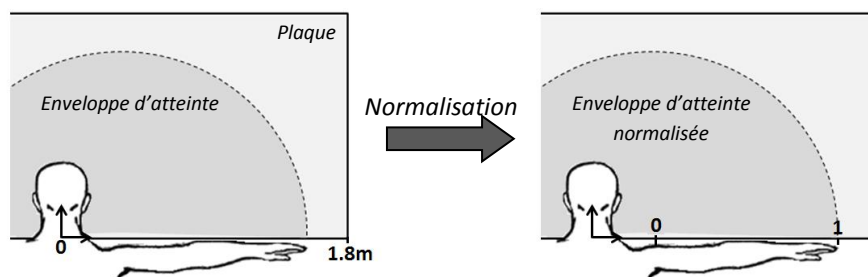 Plaque
Enveloppe d'atteinte
0
1.8m
Normalisation
Enveloppe d'atteinte
normalisée
0
1